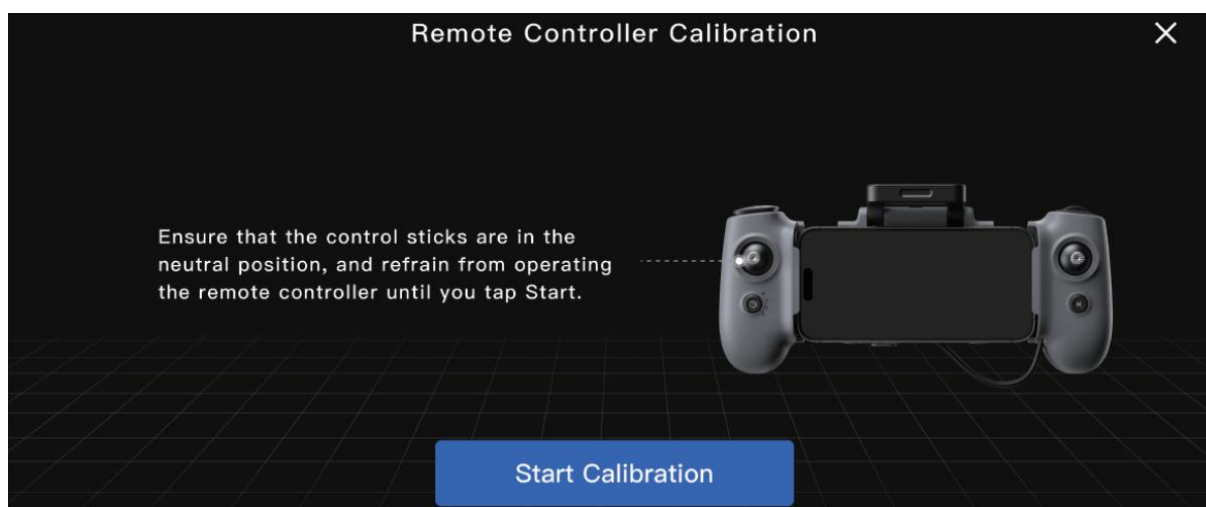 Remote Controller Calibration
Ensure that the control sticks are in the
neutral position, and refrain from operating
the remote controller until you tap Start.
Start Calibration